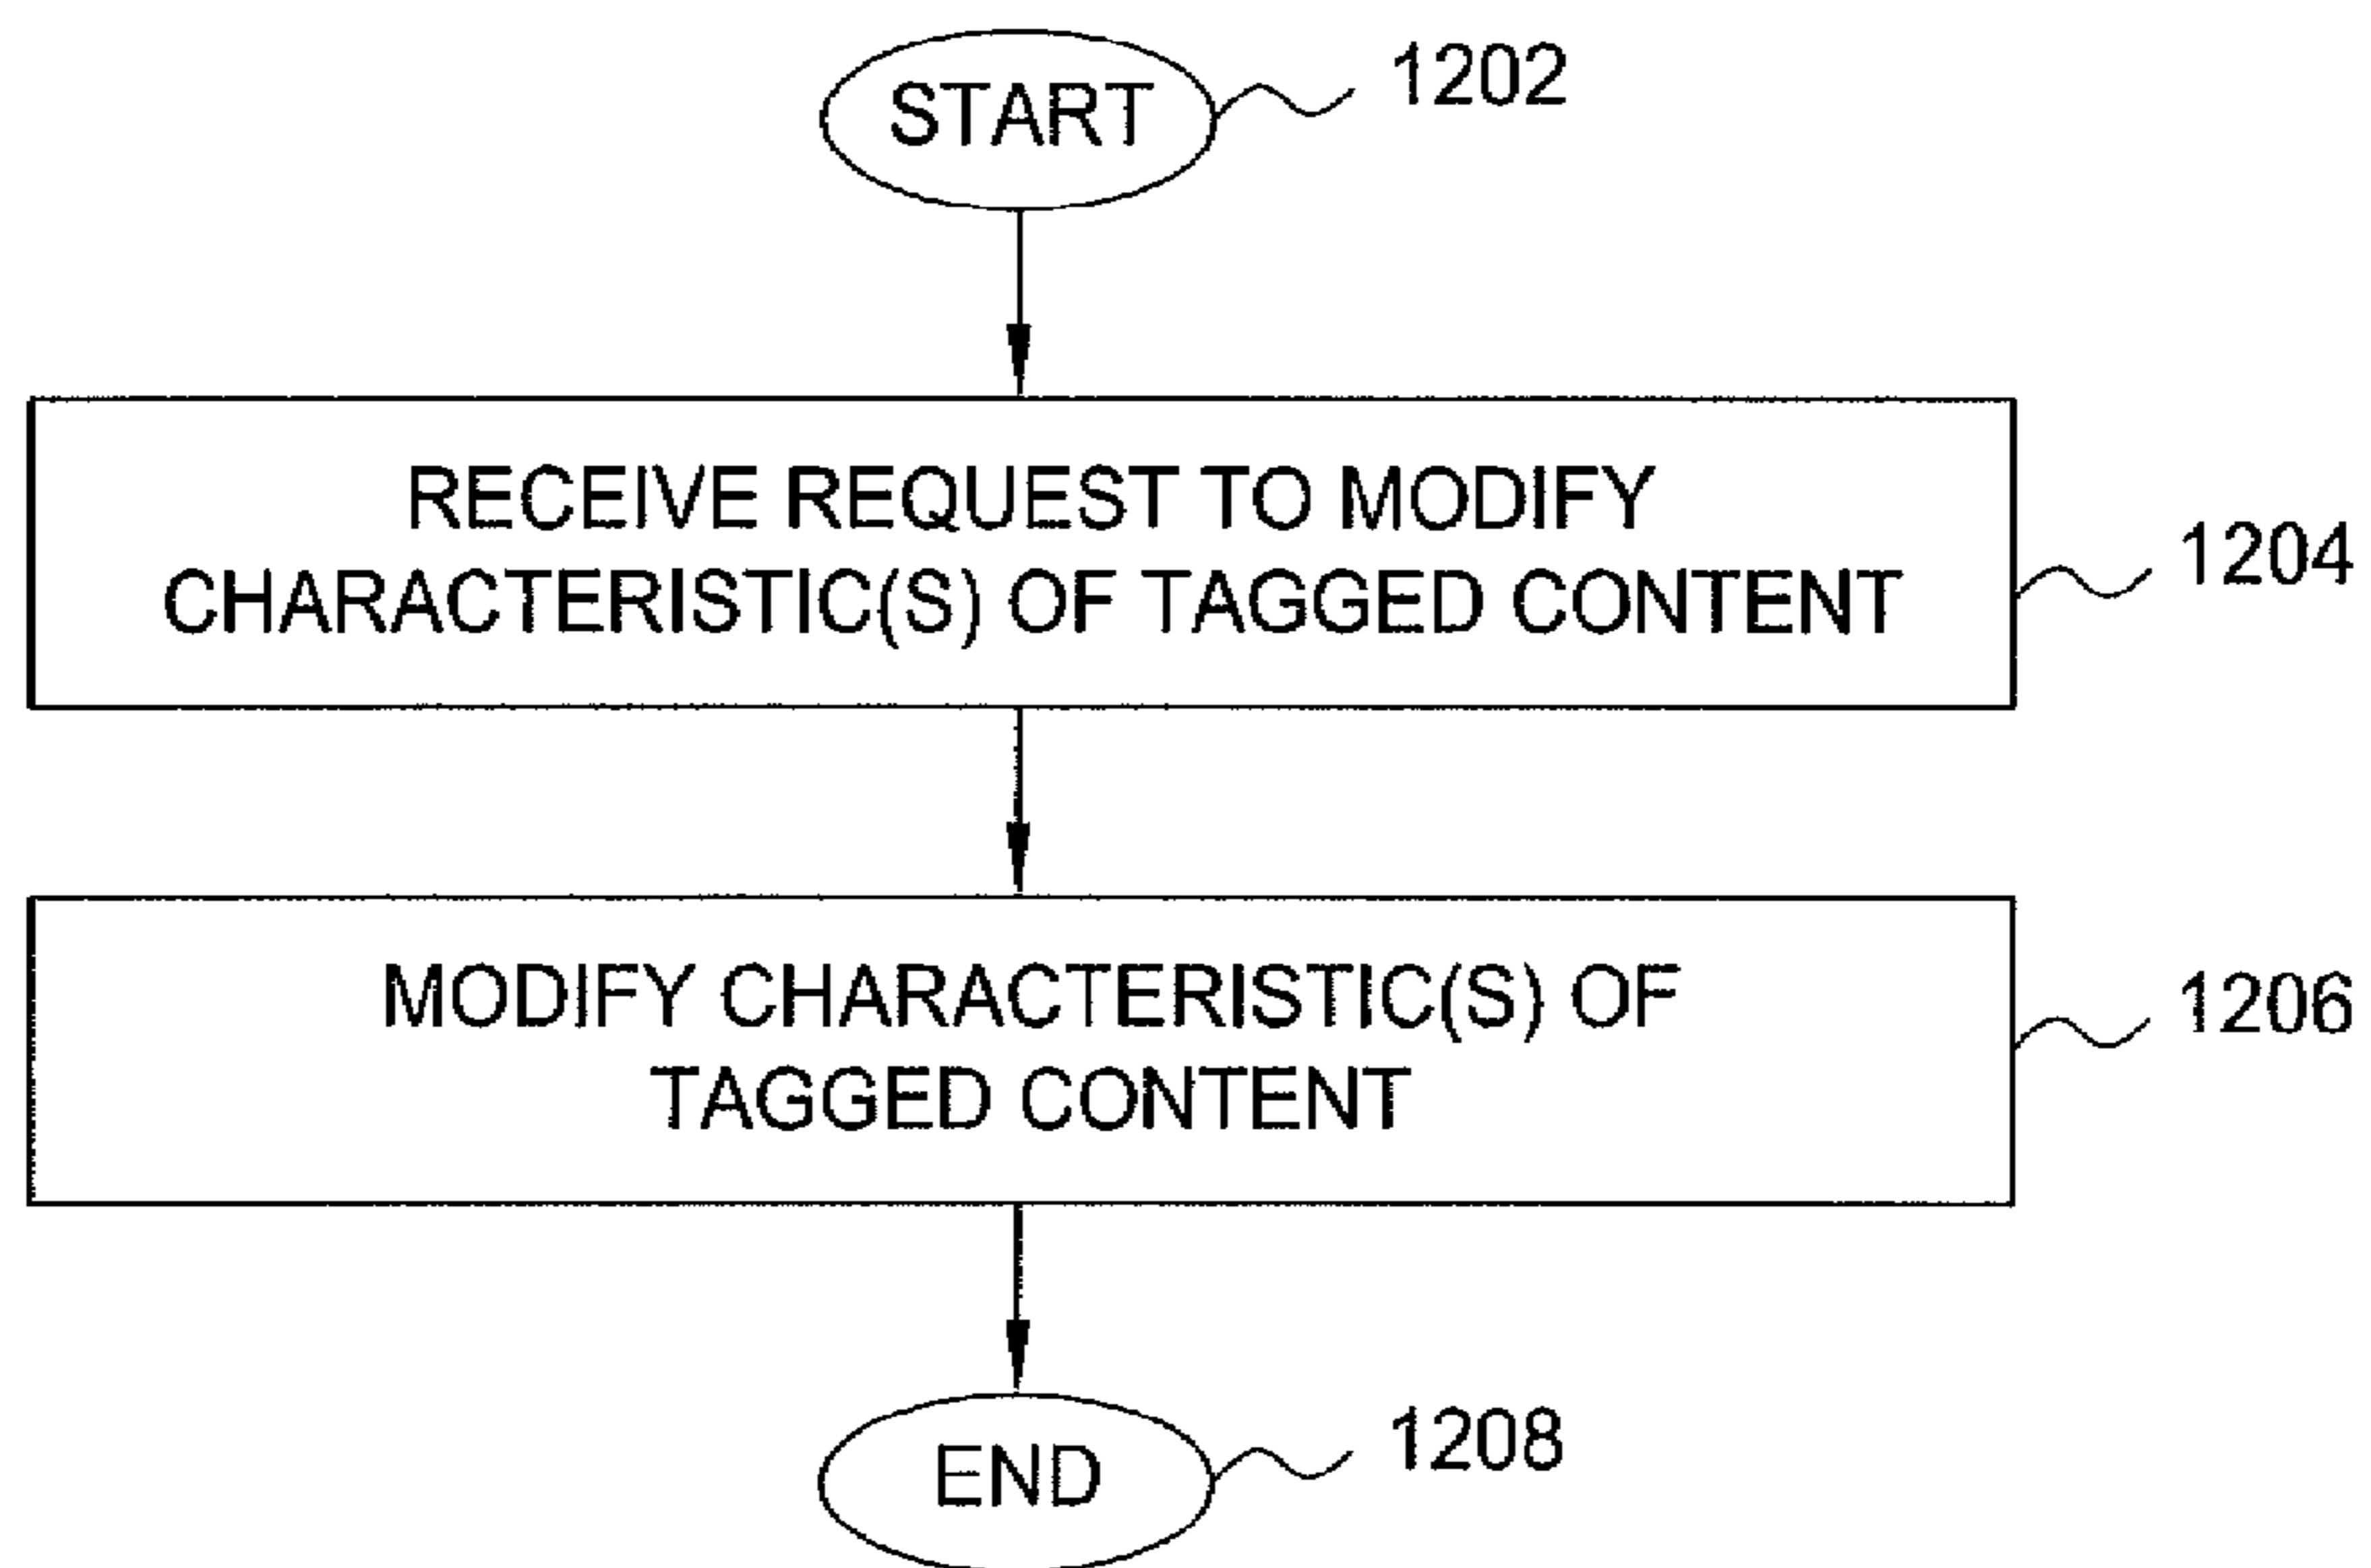 START
1202
RECEIVE REQUEST TO MODIFY
CHARACTERISTIC(S) OF TAGGED CONTENT
1204
MODIFY CHARACTERISTIC(S) OF
TAGGED CONTENT
1206
END
1208